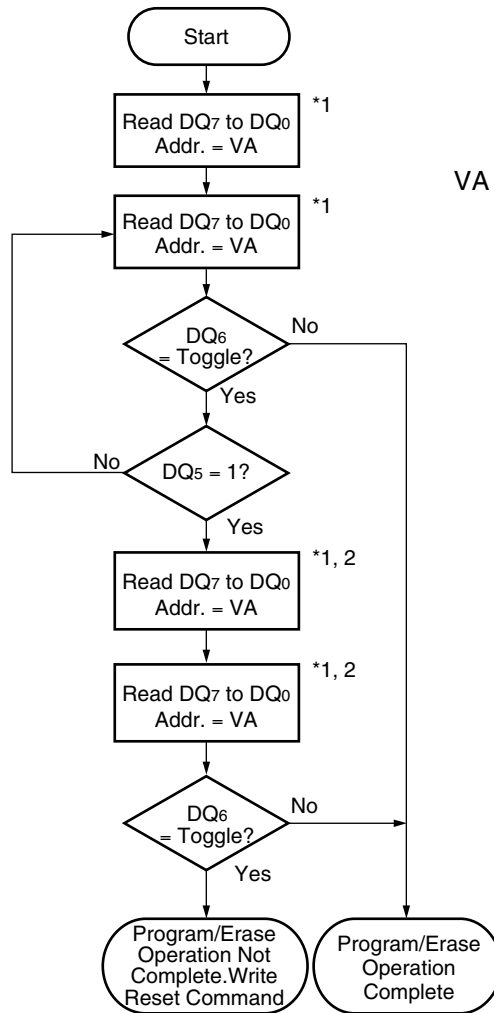 Start
*1
Read DQ7 to DQ0
Addr. = VA
*1
Read DQ7 to DQ0
Addr. = VA
VA
DQ6
= Toggle?
No
Yes
DQ5 = 1?
No
Yes
*1, 2
Read DQ7 to DQ0
Addr. = VA
*1, 2
Read DQ7 to DQ0
Addr. = VA
DQ6
= Toggle?
No
Yes
Program/Erase
Operation Not
Complete.Write
Reset Command
Program/Erase
Operation
Complete